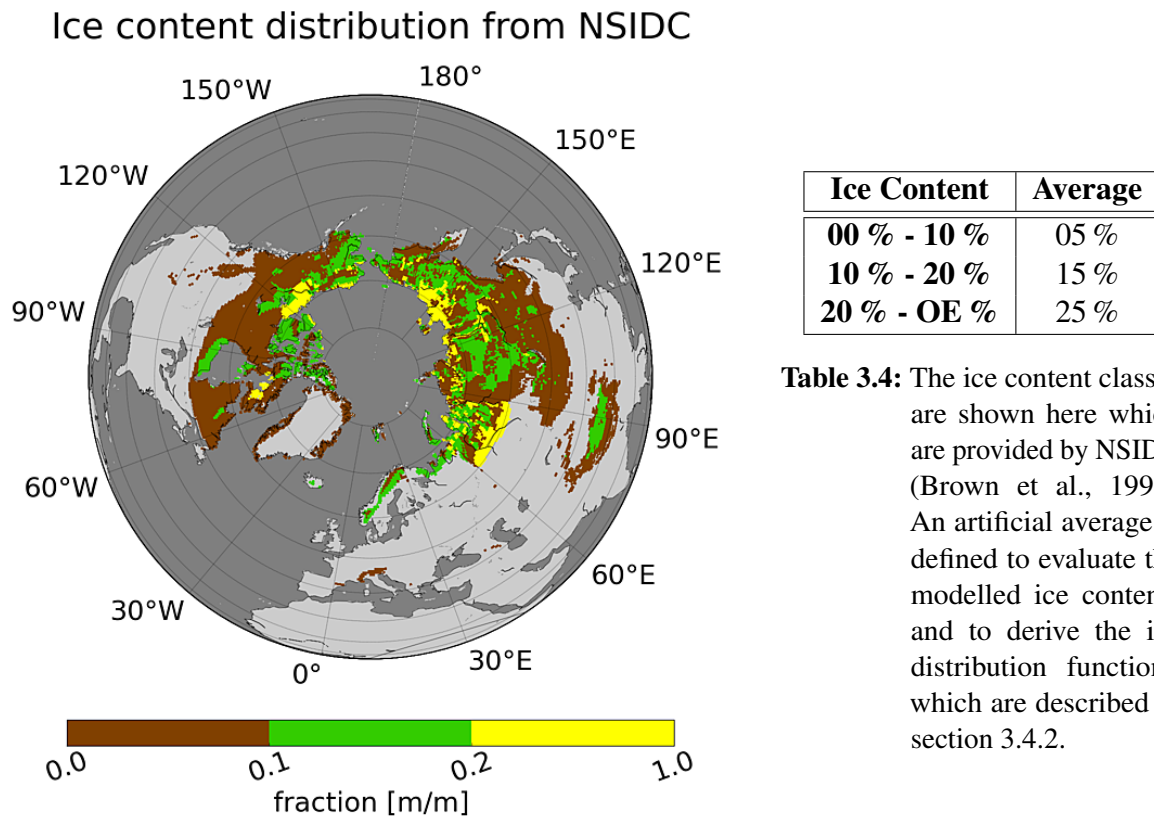 Ice content distribution from NSIDC
180°
150°W
150°E
120°W
120°E
90°W
90°E
60°W
60°E
30°W
30°E
0°
0.0 0.1 0.2 1.0
fraction [m/m]
Ice Content Average
00 % - 10 % 05 %
10 % - 20 % 15 %
20 % - OE % 25 %
Table 3.4: The ice content class
are shown here whic
are provided by NSID
(Brown et al., 199
An artificial average
defined to evaluate th
modelled ice conten
and to derive the i
distribution function
which are described
section 3.4.2.